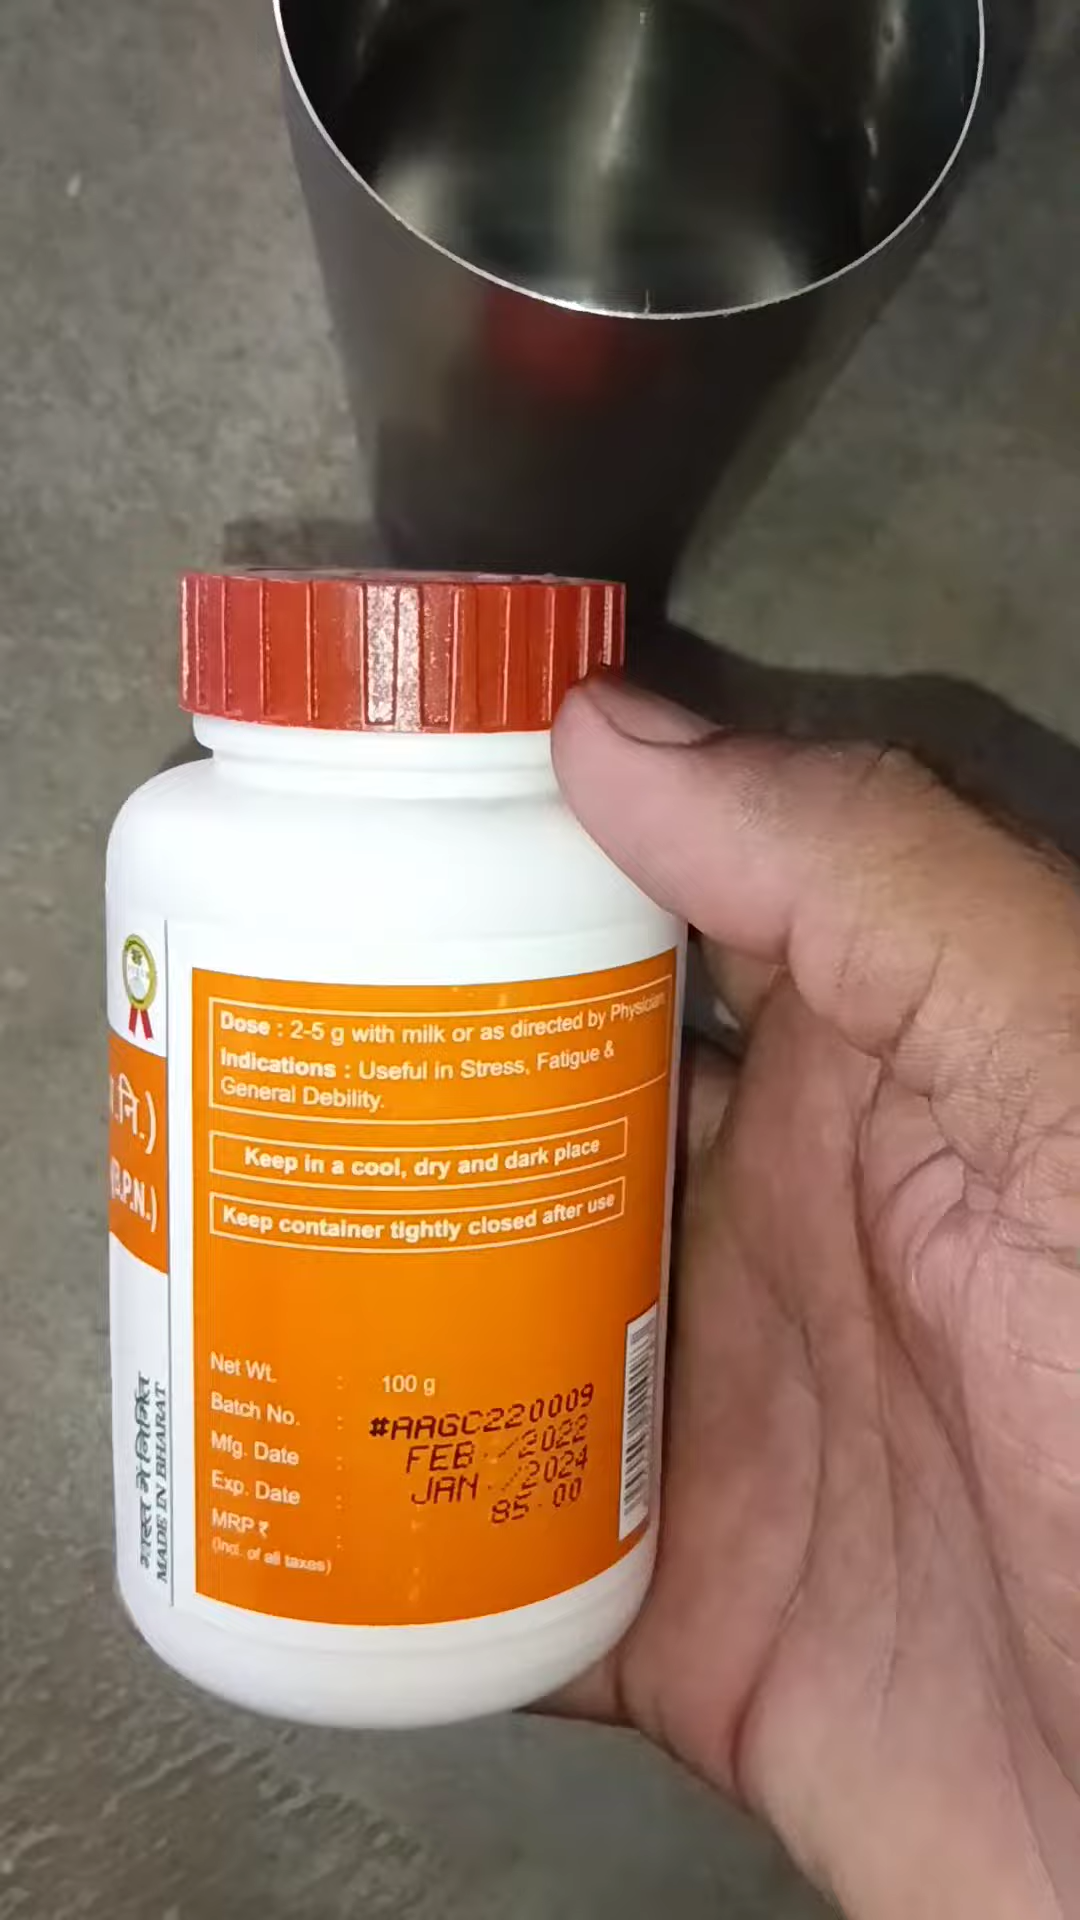 Dose : 2-5 g with milk or as directed by Physician
Indications : Useful in Stress, Fatigue &
General Debility.
Keep in a cool, dry and dark place
Keep container tightly closed after use
.नि.)
.P.N.)
भारत में निर्मित
MADE IN BHARAT
Net Wt. : 100 g
Batch No. : #AAGC220009
Mfg. Date : FEB / 2022
Exp. Date : JAN / 2024
MRP ₹ : 85.00
(Incl. of all taxes)